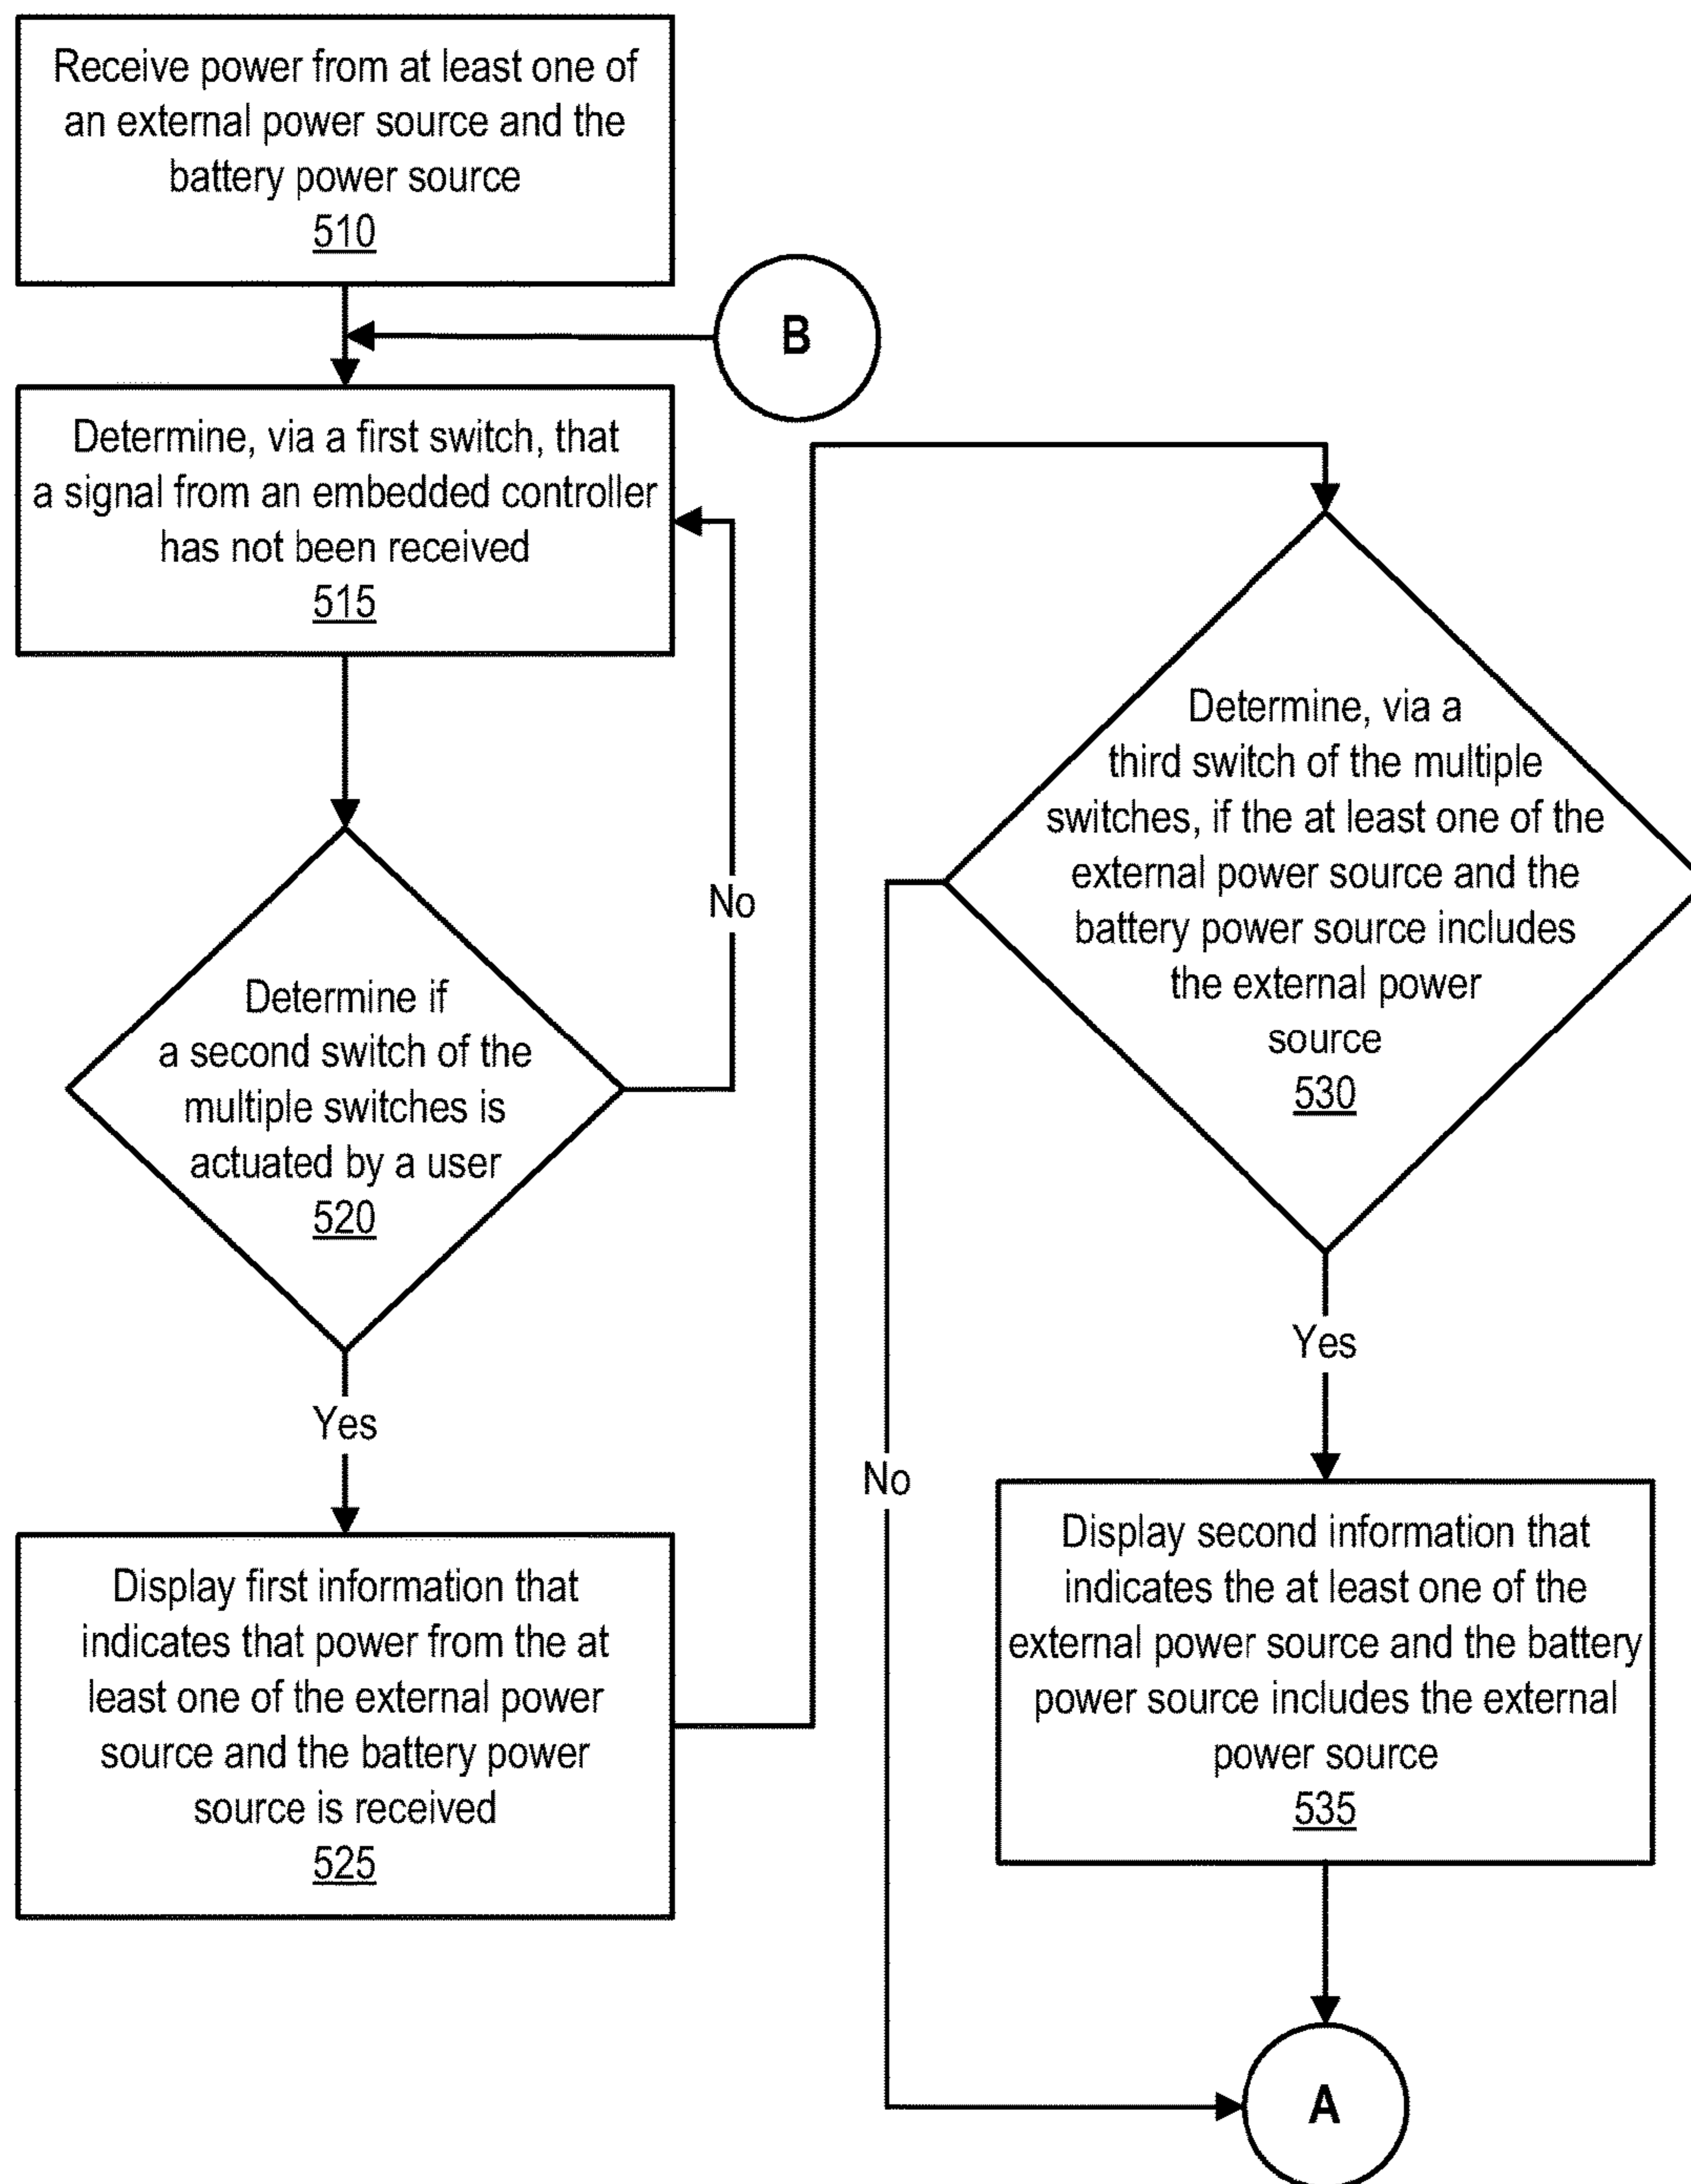 Receive power from at least one of
an external power source and the
battery power source
510
B
Determine, via a first switch, that
a signal from an embedded controller
has not been received
515
No
Determine if
a second switch of the
multiple switches is
actuated by a user
520
Yes
Display first information that
indicates that power from the at
least one of the external power
source and the battery power
source is received
525
Determine, via a
third switch of the multiple
switches, if the at least one of the
external power source and the
battery power source includes
the external power
source
530
Yes
No
Display second information that
indicates the at least one of the
external power source and the battery
power source includes the external
power source
535
A